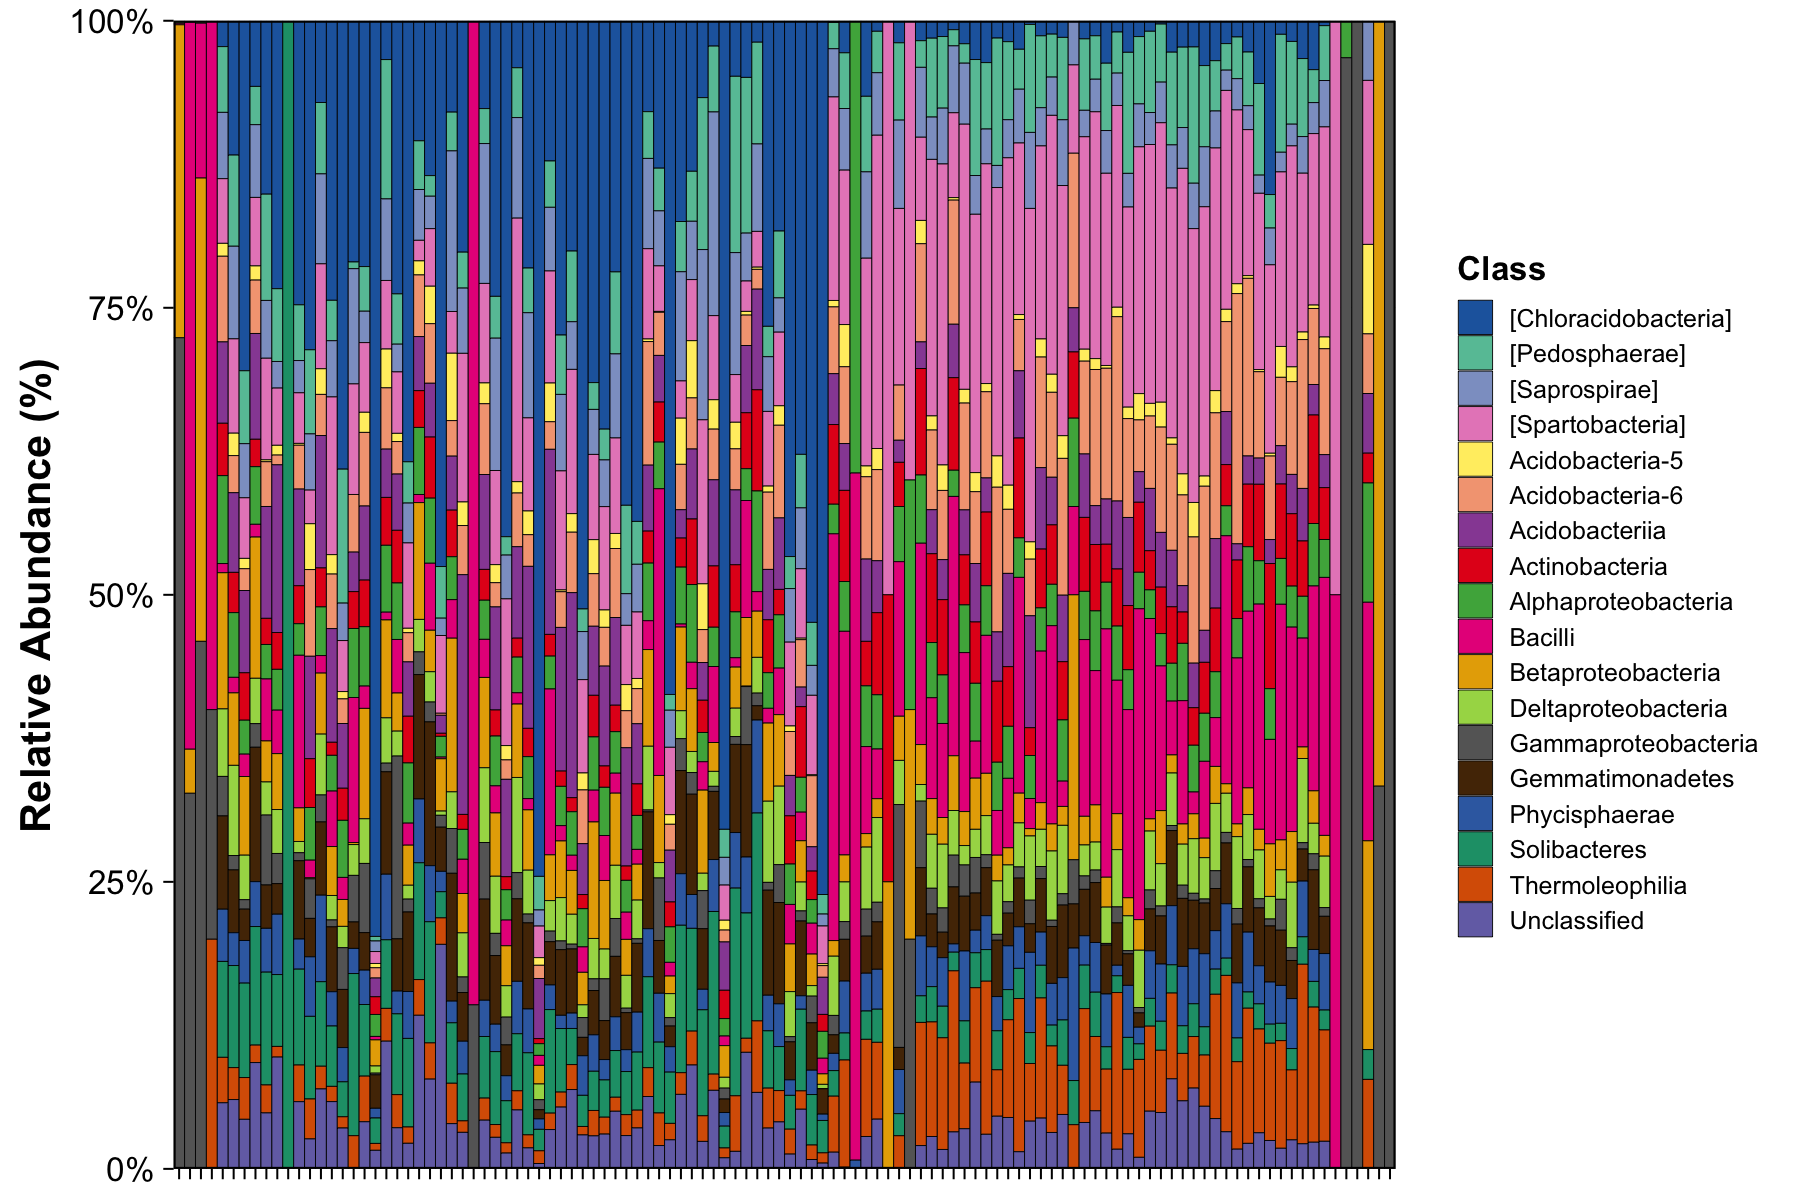 100%
75%
50%
25%
0%
Relative Abundance (%)
Class
[Chloracidobacteria]
[Pedosphaerae]
[Saprospirae]
[Spartobacteria]
Acidobacteria-5
Acidobacteria-6
Acidobacteriia
Actinobacteria
Alphaproteobacteria
Bacilli
Betaproteobacteria
Deltaproteobacteria
Gammaproteobacteria
Gemmatimonadetes
Phycisphaerae
Solibacteres
Thermoleophilia
Unclassified